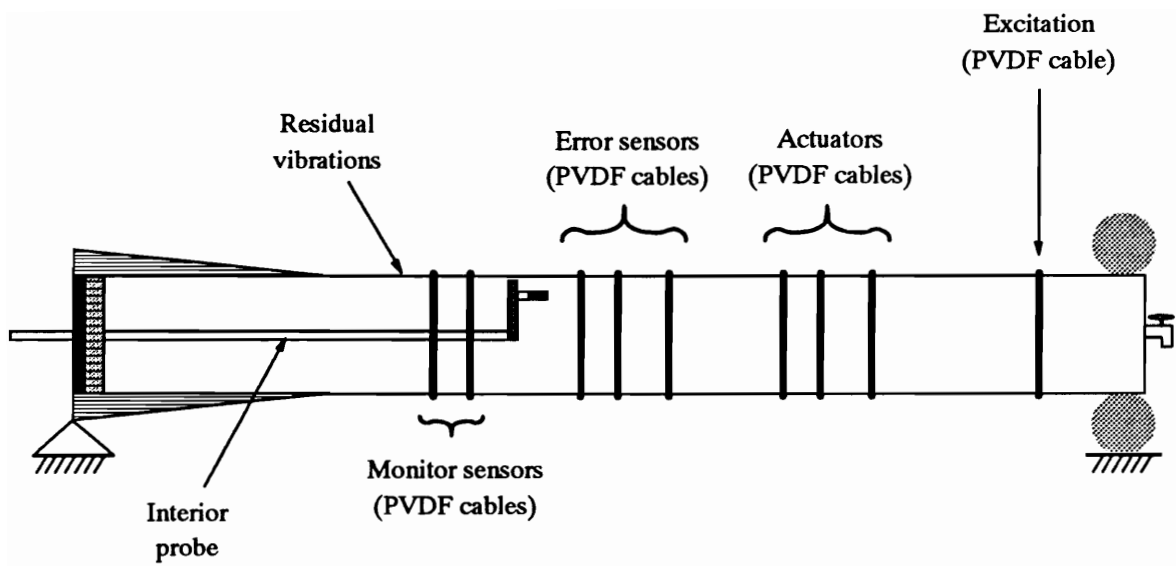 Excitation
(PVDF cable)
Residual
vibrations
Error sensors
(PVDF cables)
Actuators
(PVDF cables)
Monitor sensors
(PVDF cables)
Interior
probe